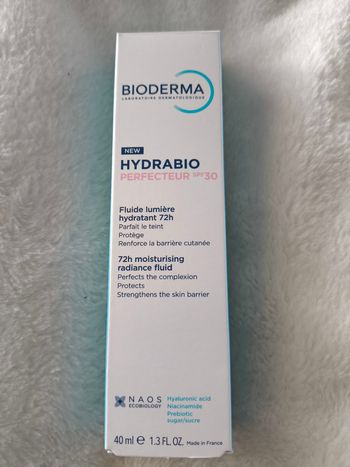 BIODERMA
LABORATOIRE DERMATOLOGIQUE
NEW
HYDRABIO
PERFECTEUR SPF30
Fluide lumière
hydratant 72h
Parfait le teint
Protège
Renforce la barrière cutanée
72h moisturising
radiance fluid
Perfects the complexion
Protects
Strengthens the skin barrier
NAOS
ECOBIOLOGY
Hyaluronic acid
Niacinamide
Prebiotic
sugar/sucre
40 ml ℮ 1.3 FL.OZ. Made in France